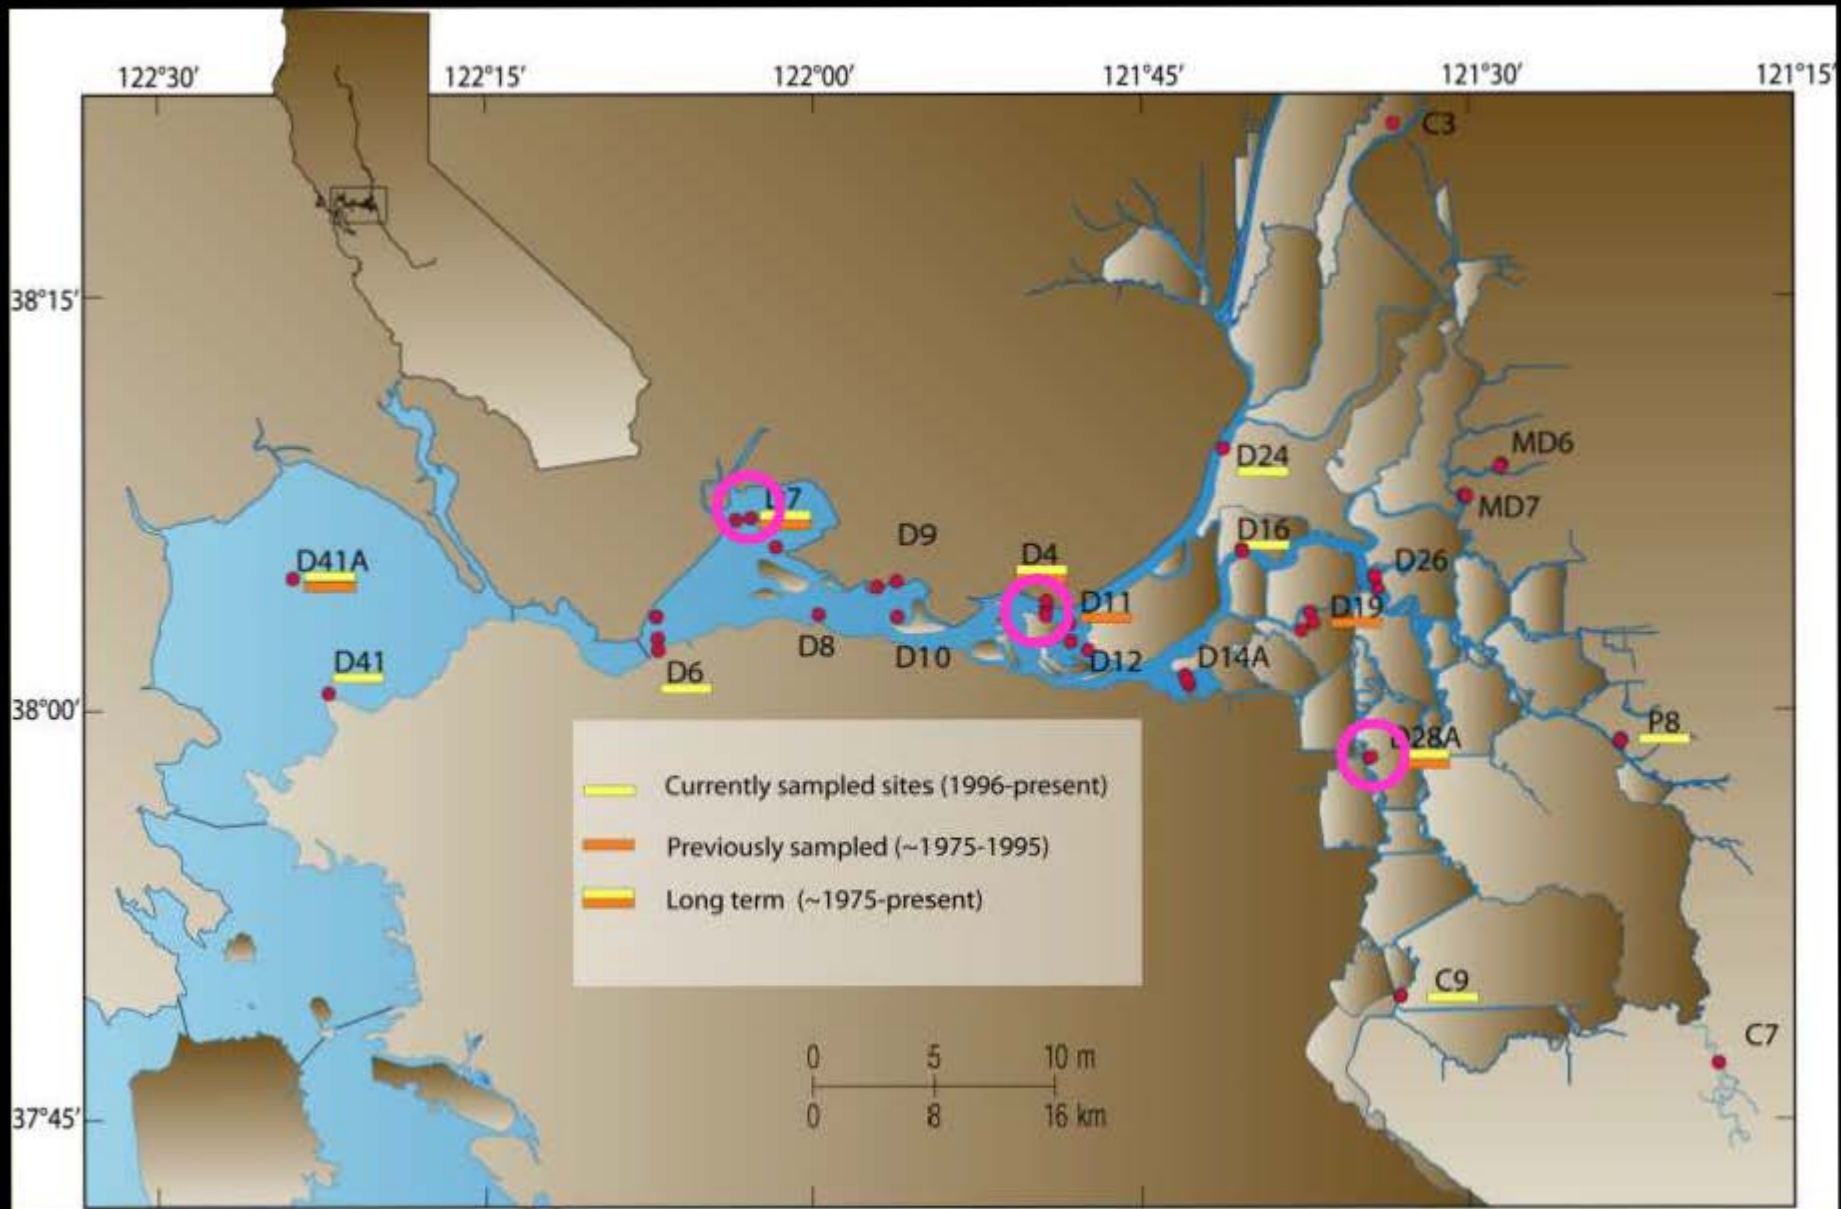 122°30′ 122°15′ 122°00′ 121°45′ 121°30′ 121°15′
C3
38°15′
MD6
D24
MD7
D7
D9
D16
D4
D26
D41A
D11
D19
D8
D10
D12
D14A
D41
D6
38°00′
P8
D28A
Currently sampled sites (1996-present)
Previously sampled (~1975-1995)
Long term (~1975-present)
C9
C7
0 5 10 m
0 8 16 km
37°45′